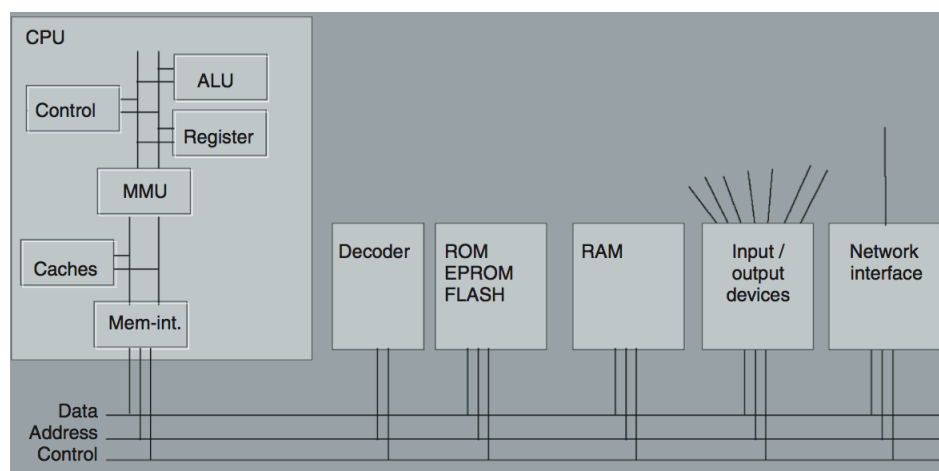 CPU
ALU
Control
Register
MMU
Caches
Mem-int.
Decoder
ROM
EPROM
FLASH
RAM
Input /
output
devices
Network
interface
Data
Address
Control